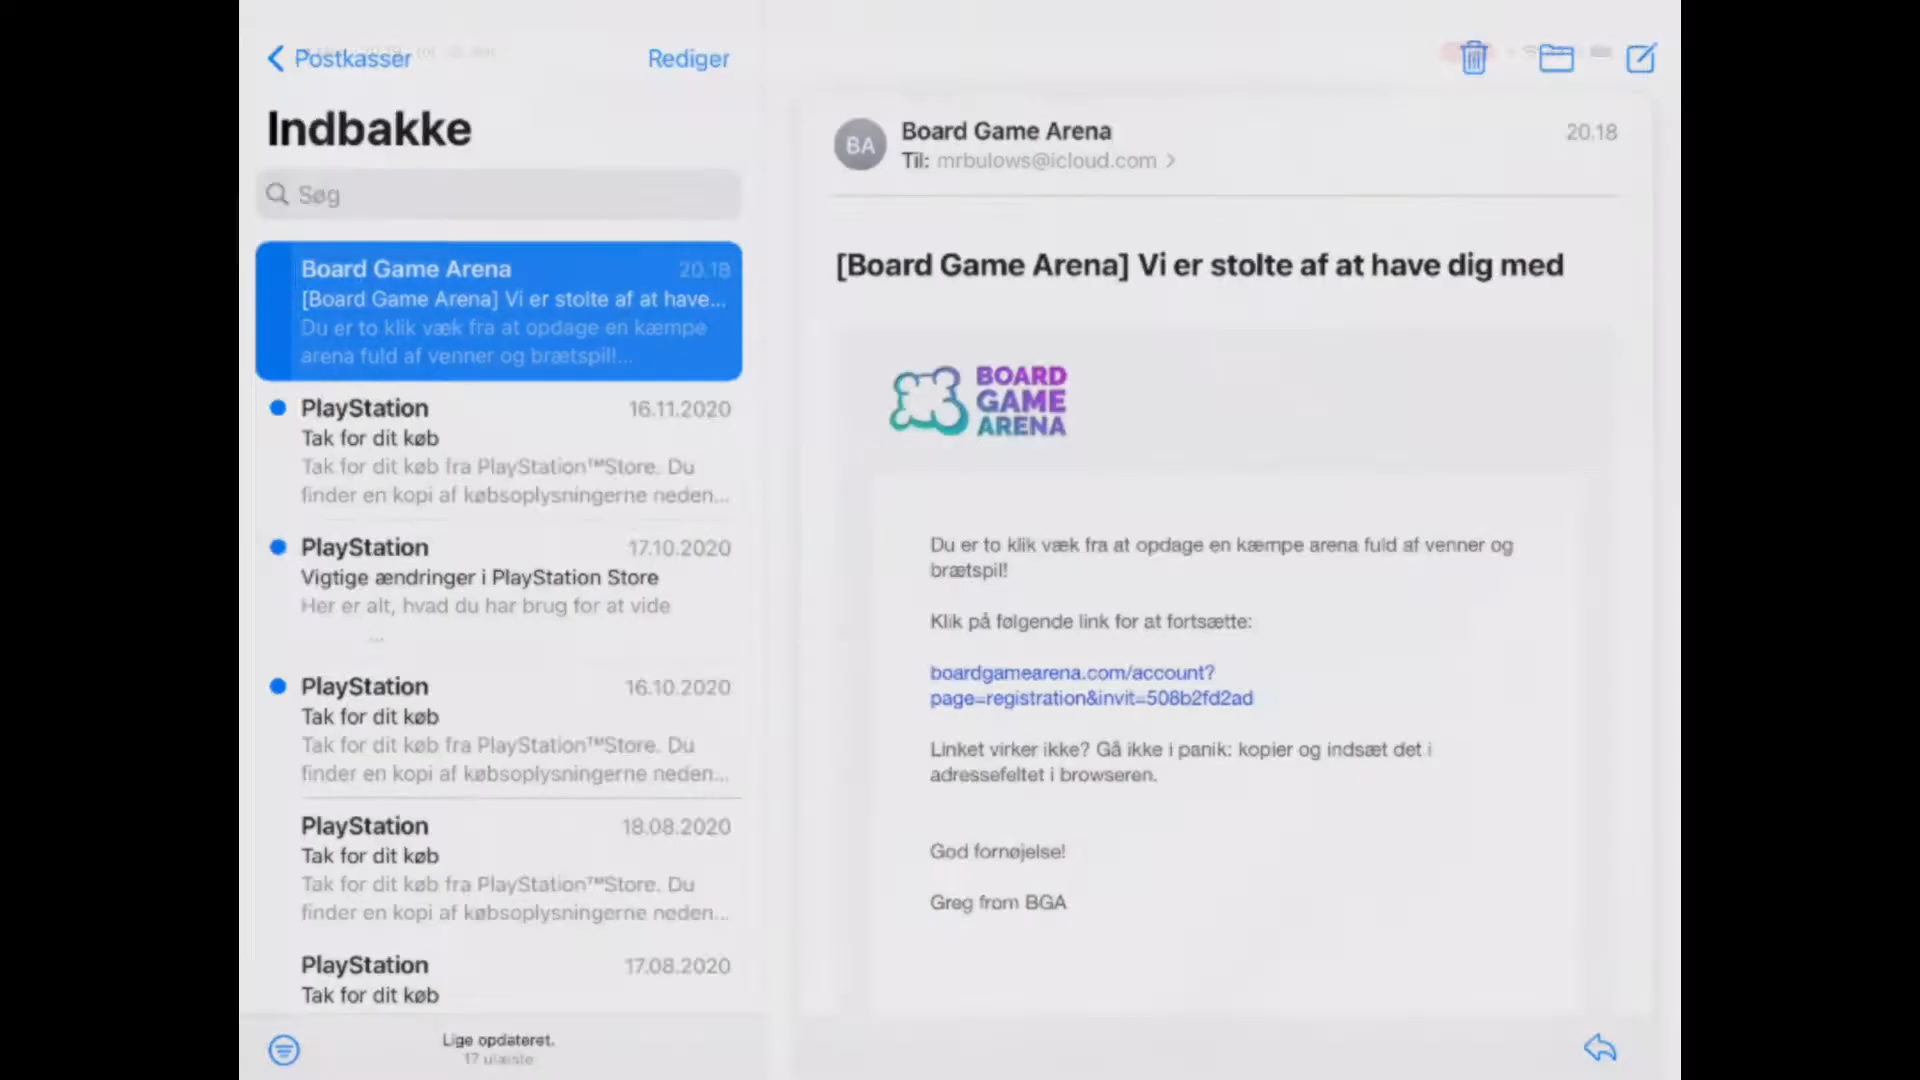 Postkasser
Rediger
Indbakke
Søg
Board Game Arena 20.18
[Board Game Arena] Vi er stolte af at have...
Du er to klik væk fra at opdage en kæmpe
arena fuld af venner og brætspil!...
PlayStation 16.11.2020
Tak for dit køb
Tak for dit køb fra PlayStation™Store. Du
finder en kopi af købsoplysningerne neden...
PlayStation 17.10.2020
Vigtige ændringer i PlayStation Store
Her er alt, hvad du har brug for at vide
...
PlayStation 16.10.2020
Tak for dit køb
Tak for dit køb fra PlayStation™Store. Du
finder en kopi af købsoplysningerne neden...
PlayStation 18.08.2020
Tak for dit køb
Tak for dit køb fra PlayStation™Store. Du
finder en kopi af købsoplysningerne neden...
PlayStation 17.08.2020
Tak for dit køb
Lige opdateret.
17 ulæste
BA
Board Game Arena 20.18
Til: mrbulows@icloud.com
[Board Game Arena] Vi er stolte af at have dig med
BOARD
GAME
ARENA
Du er to klik væk fra at opdage en kæmpe arena fuld af venner og
brætspil!
Klik på følgende link for at fortsætte:
boardgamearena.com/account?
page=registration&invit=508b2fd2ad
Linket virker ikke? Gå ikke i panik: kopier og indsæt det i
adressefeltet i browseren.
God fornøjelse!
Greg from BGA